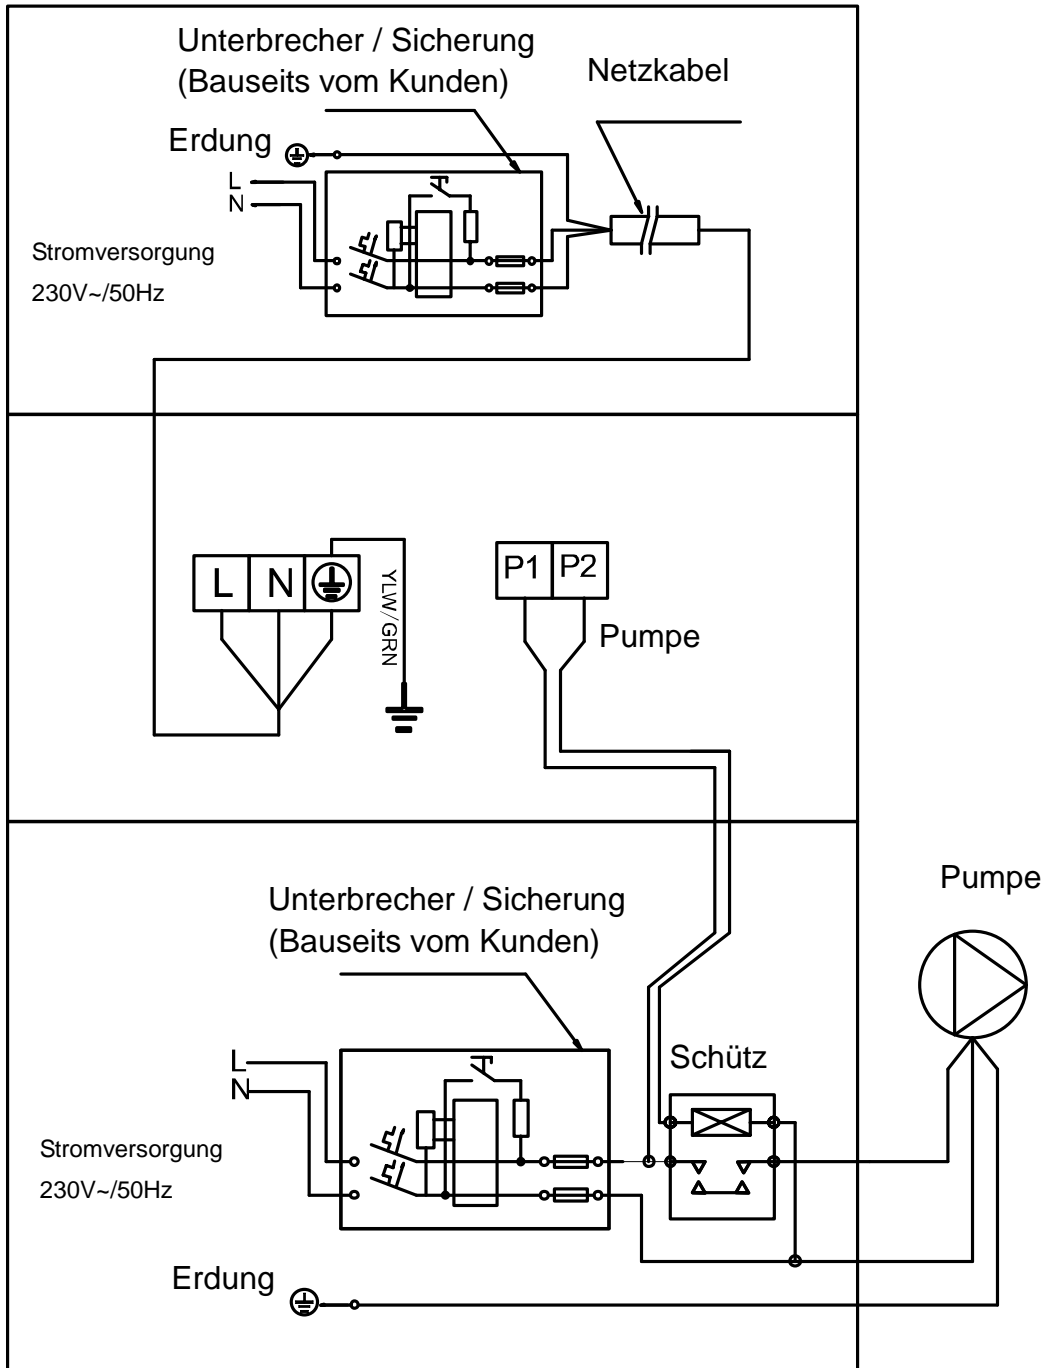 Unterbrecher / Sicherung
(Bauseits vom Kunden)
Netzkabel
Erdung
L
N
Stromversorgung
230V~/50Hz
L N
YLW/GRN
P1 P2
Pumpe
Unterbrecher / Sicherung
(Bauseits vom Kunden)
Pumpe
Schütz
L
N
Stromversorgung
230V~/50Hz
Erdung